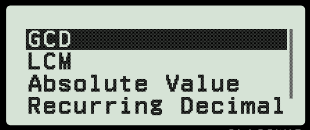 GCD
LCM
Absolute Value
Recurring Decimal